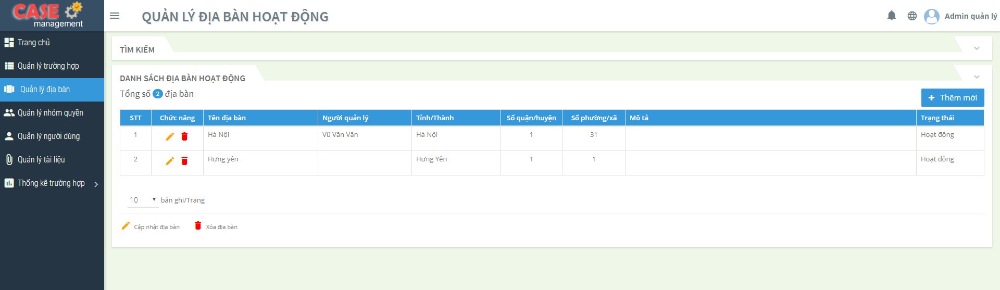 CASE
management
QUẢN LÝ ĐỊA BÀN HOẠT ĐỘNG
Admin quản lý
Trang chủ
Quản lý trường hợp
Quản lý địa bàn
Quản lý nhóm quyền
Quản lý người dùng
Quản lý tài liệu
Thống kê trường hợp
TÌM KIẾM
DANH SÁCH ĐỊA BÀN HOẠT ĐỘNG
Tổng số 2 địa bàn
Thêm mới
STT Chức năng Tên địa bàn Người quản lý Tỉnh/Thành Số quận/huyện Số phường/xã Mô tả Trạng thái
1 Hà Nội Vũ Văn Văn Hà Nội 1 31 Hoạt động
2 Hưng yên Hưng Yên 1 1 Hoạt động
10 bản ghi/Trang
Cập nhật địa bàn Xóa địa bàn